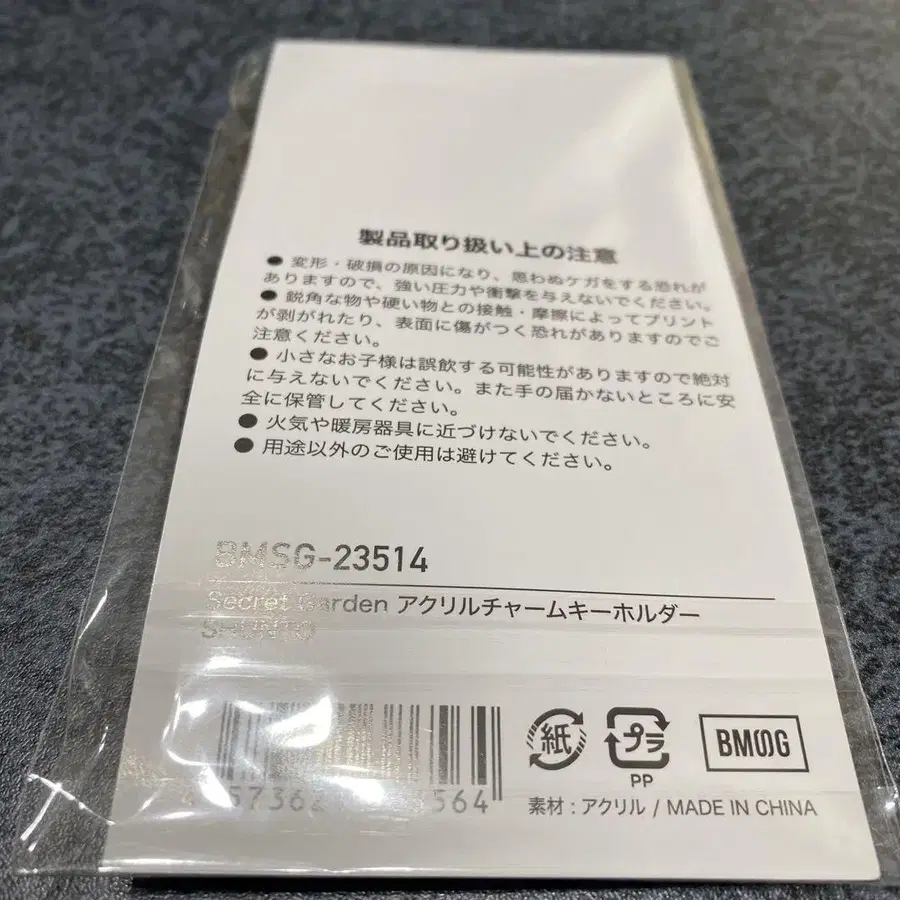 製品取り扱い上の注意
● 変形・破損の原因になり、思わぬケガをする恐れが
ありますので、強い圧力や衝撃を与えないでください。
● 鋭角な物や硬い物との接触・摩擦によってプリント
が剥がれたり、表面に傷がつく恐れがありますのでご
注意ください。
● 小さなお子様は誤飲する可能性がありますので絶対
に与えないでください。また手の届かないところに安
全に保管してください。
● 火気や暖房器具に近づけないでください。
● 用途以外のご使用は避けてください。
BMSG-23514
Secret Garden アクリルチャームキーホルダー
SHUNTO
紙
プラ
PP
BMSG
素材 : アクリル / MADE IN CHINA